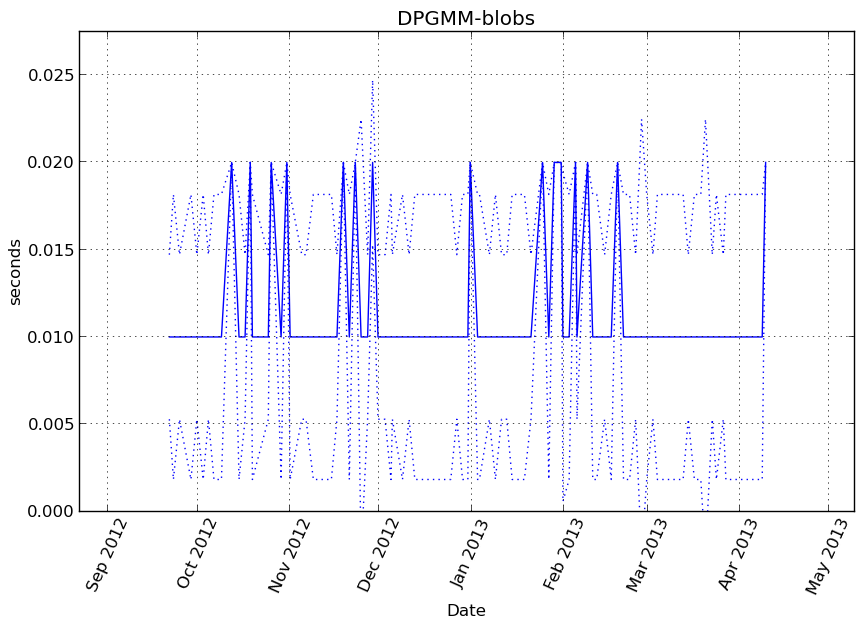 DPGMM-blobs
0.025
0.020
0.015
0.010
0.005
0.000
seconds
Sep 2012
Oct 2012
Nov 2012
Dec 2012
Jan 2013
Feb 2013
Mar 2013
Apr 2013
May 2013
Date